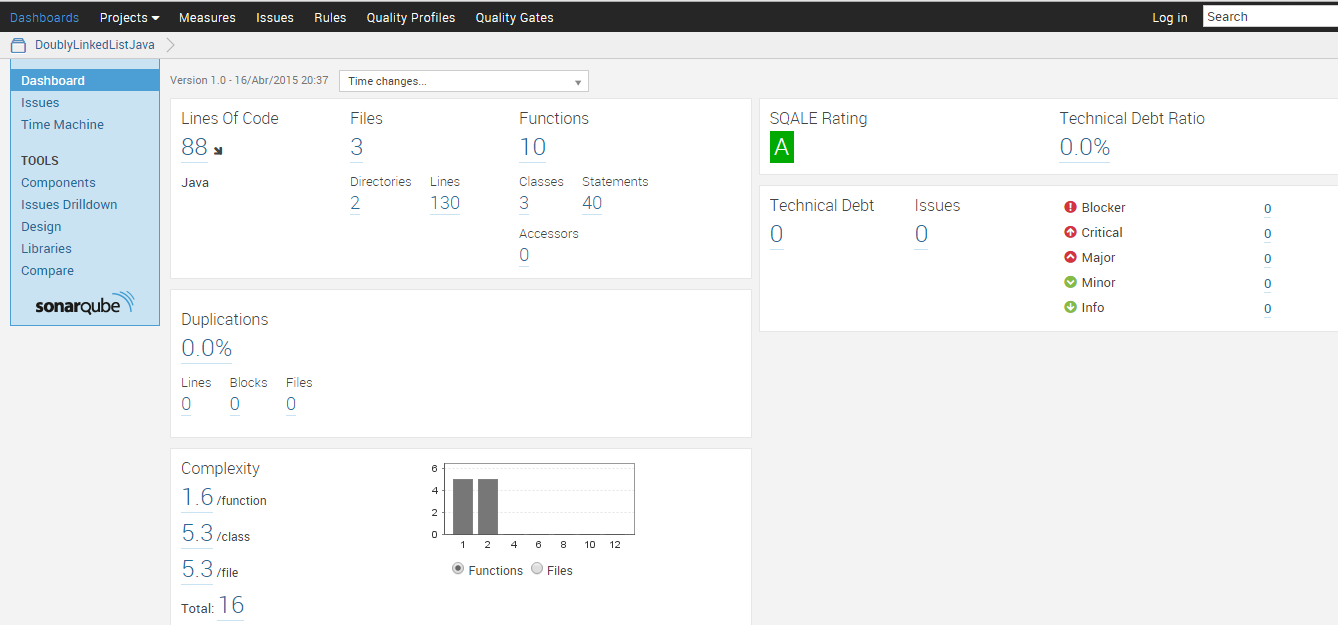 Dashboards Projects Measures Issues Rules Quality Profiles Quality Gates Log in Search
DoublyLinkedListJava
Dashboard
Issues
Time Machine
TOOLS
Components
Issues Drilldown
Design
Libraries
Compare
sonarqube
Version 1.0 - 16/Abr/2015 20:37 Time changes...
Lines Of Code Files Functions
88 3 10
Java
Directories Lines Classes Statements
2 130 3 40
Accessors
0
Duplications
0.0%
Lines Blocks Files
0 0 0
Complexity
1.6 /function
5.3 /class
5.3 /file
Total: 16
6
4
2
0
1 2 4 6 8 10 12
Functions Files
SQALE Rating Technical Debt Ratio
A 0.0%
Technical Debt Issues
0 0
Blocker 0
Critical 0
Major 0
Minor 0
Info 0